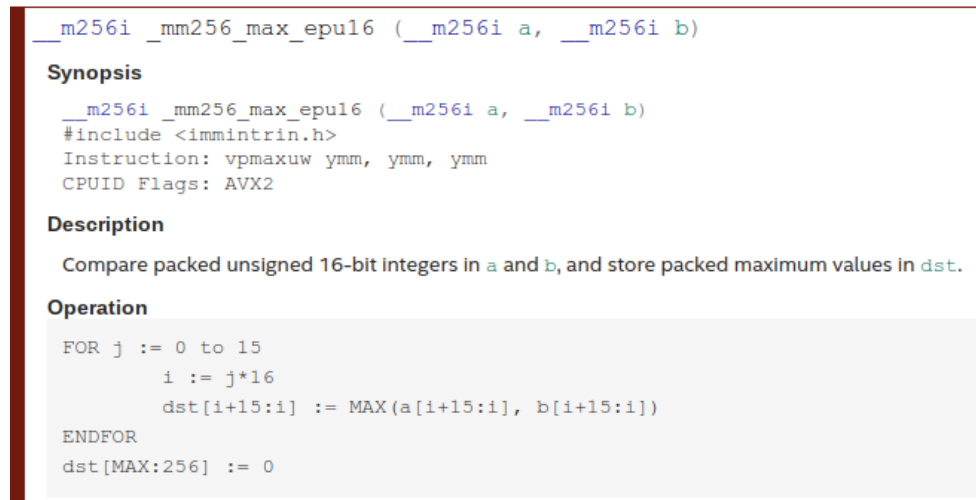 __m256i _mm256_max_epu16 (__m256i a, __m256i b)
Synopsis
__m256i _mm256_max_epu16 (__m256i a, __m256i b)
#include <immintrin.h>
Instruction: vpmaxuw ymm, ymm, ymm
CPUID Flags: AVX2
Description
Compare packed unsigned 16-bit integers in a and b, and store packed maximum values in dst.
Operation
FOR j := 0 to 15
i := j*16
dst[i+15:i] := MAX(a[i+15:i], b[i+15:i])
ENDFOR
dst[MAX:256] := 0